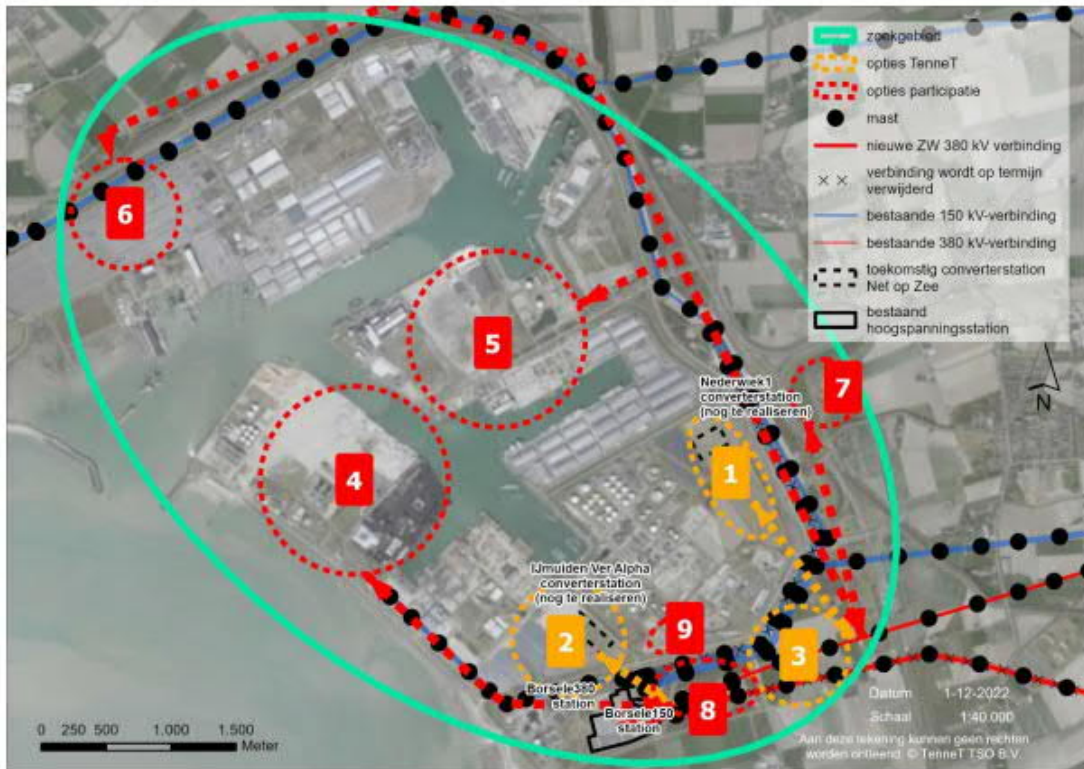 zoekgebied
opties TenneT
opties participatie
mast
nieuwe ZW 380 kV verbinding
verbinding wordt op termijn
verwijderd
bestaande 150 kV-verbinding
bestaande 380 kV-verbinding
toekomstig converterstation
Net op Zee
bestaand
hoogspanningsstation
N
6
5
7
Nederwiek1
converterstation
(nog te realiseren)
1
4
IJmuiden Ver Alpha
converterstation
(nog te realiseren)
2
9
3
Borsele380
station
Borsele150
station
8
Datum 1-12-2022
Schaal 1:40.000
Aan deze tekening kunnen geen rechten
worden ontleend. © TenneT TSO B.V.
0 250 500 1.000 1.500
Meter